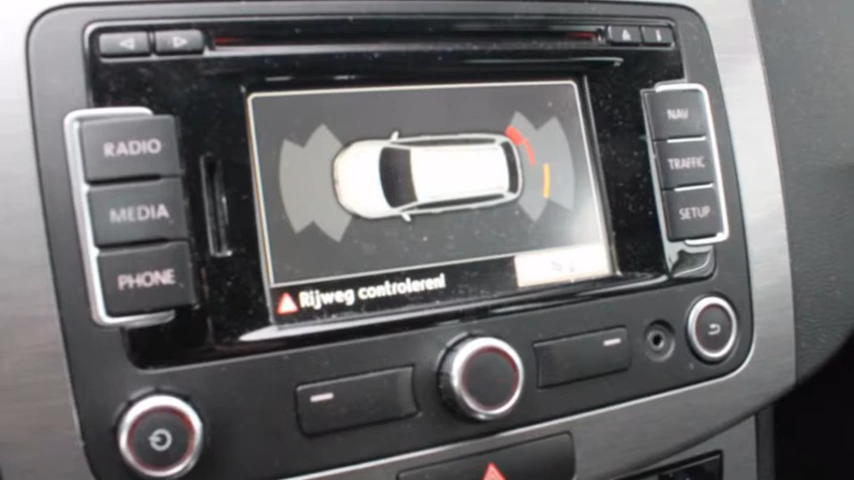 RADIO
MEDIA
PHONE
NAV
TRAFFIC
SETUP
Rijweg controleren!